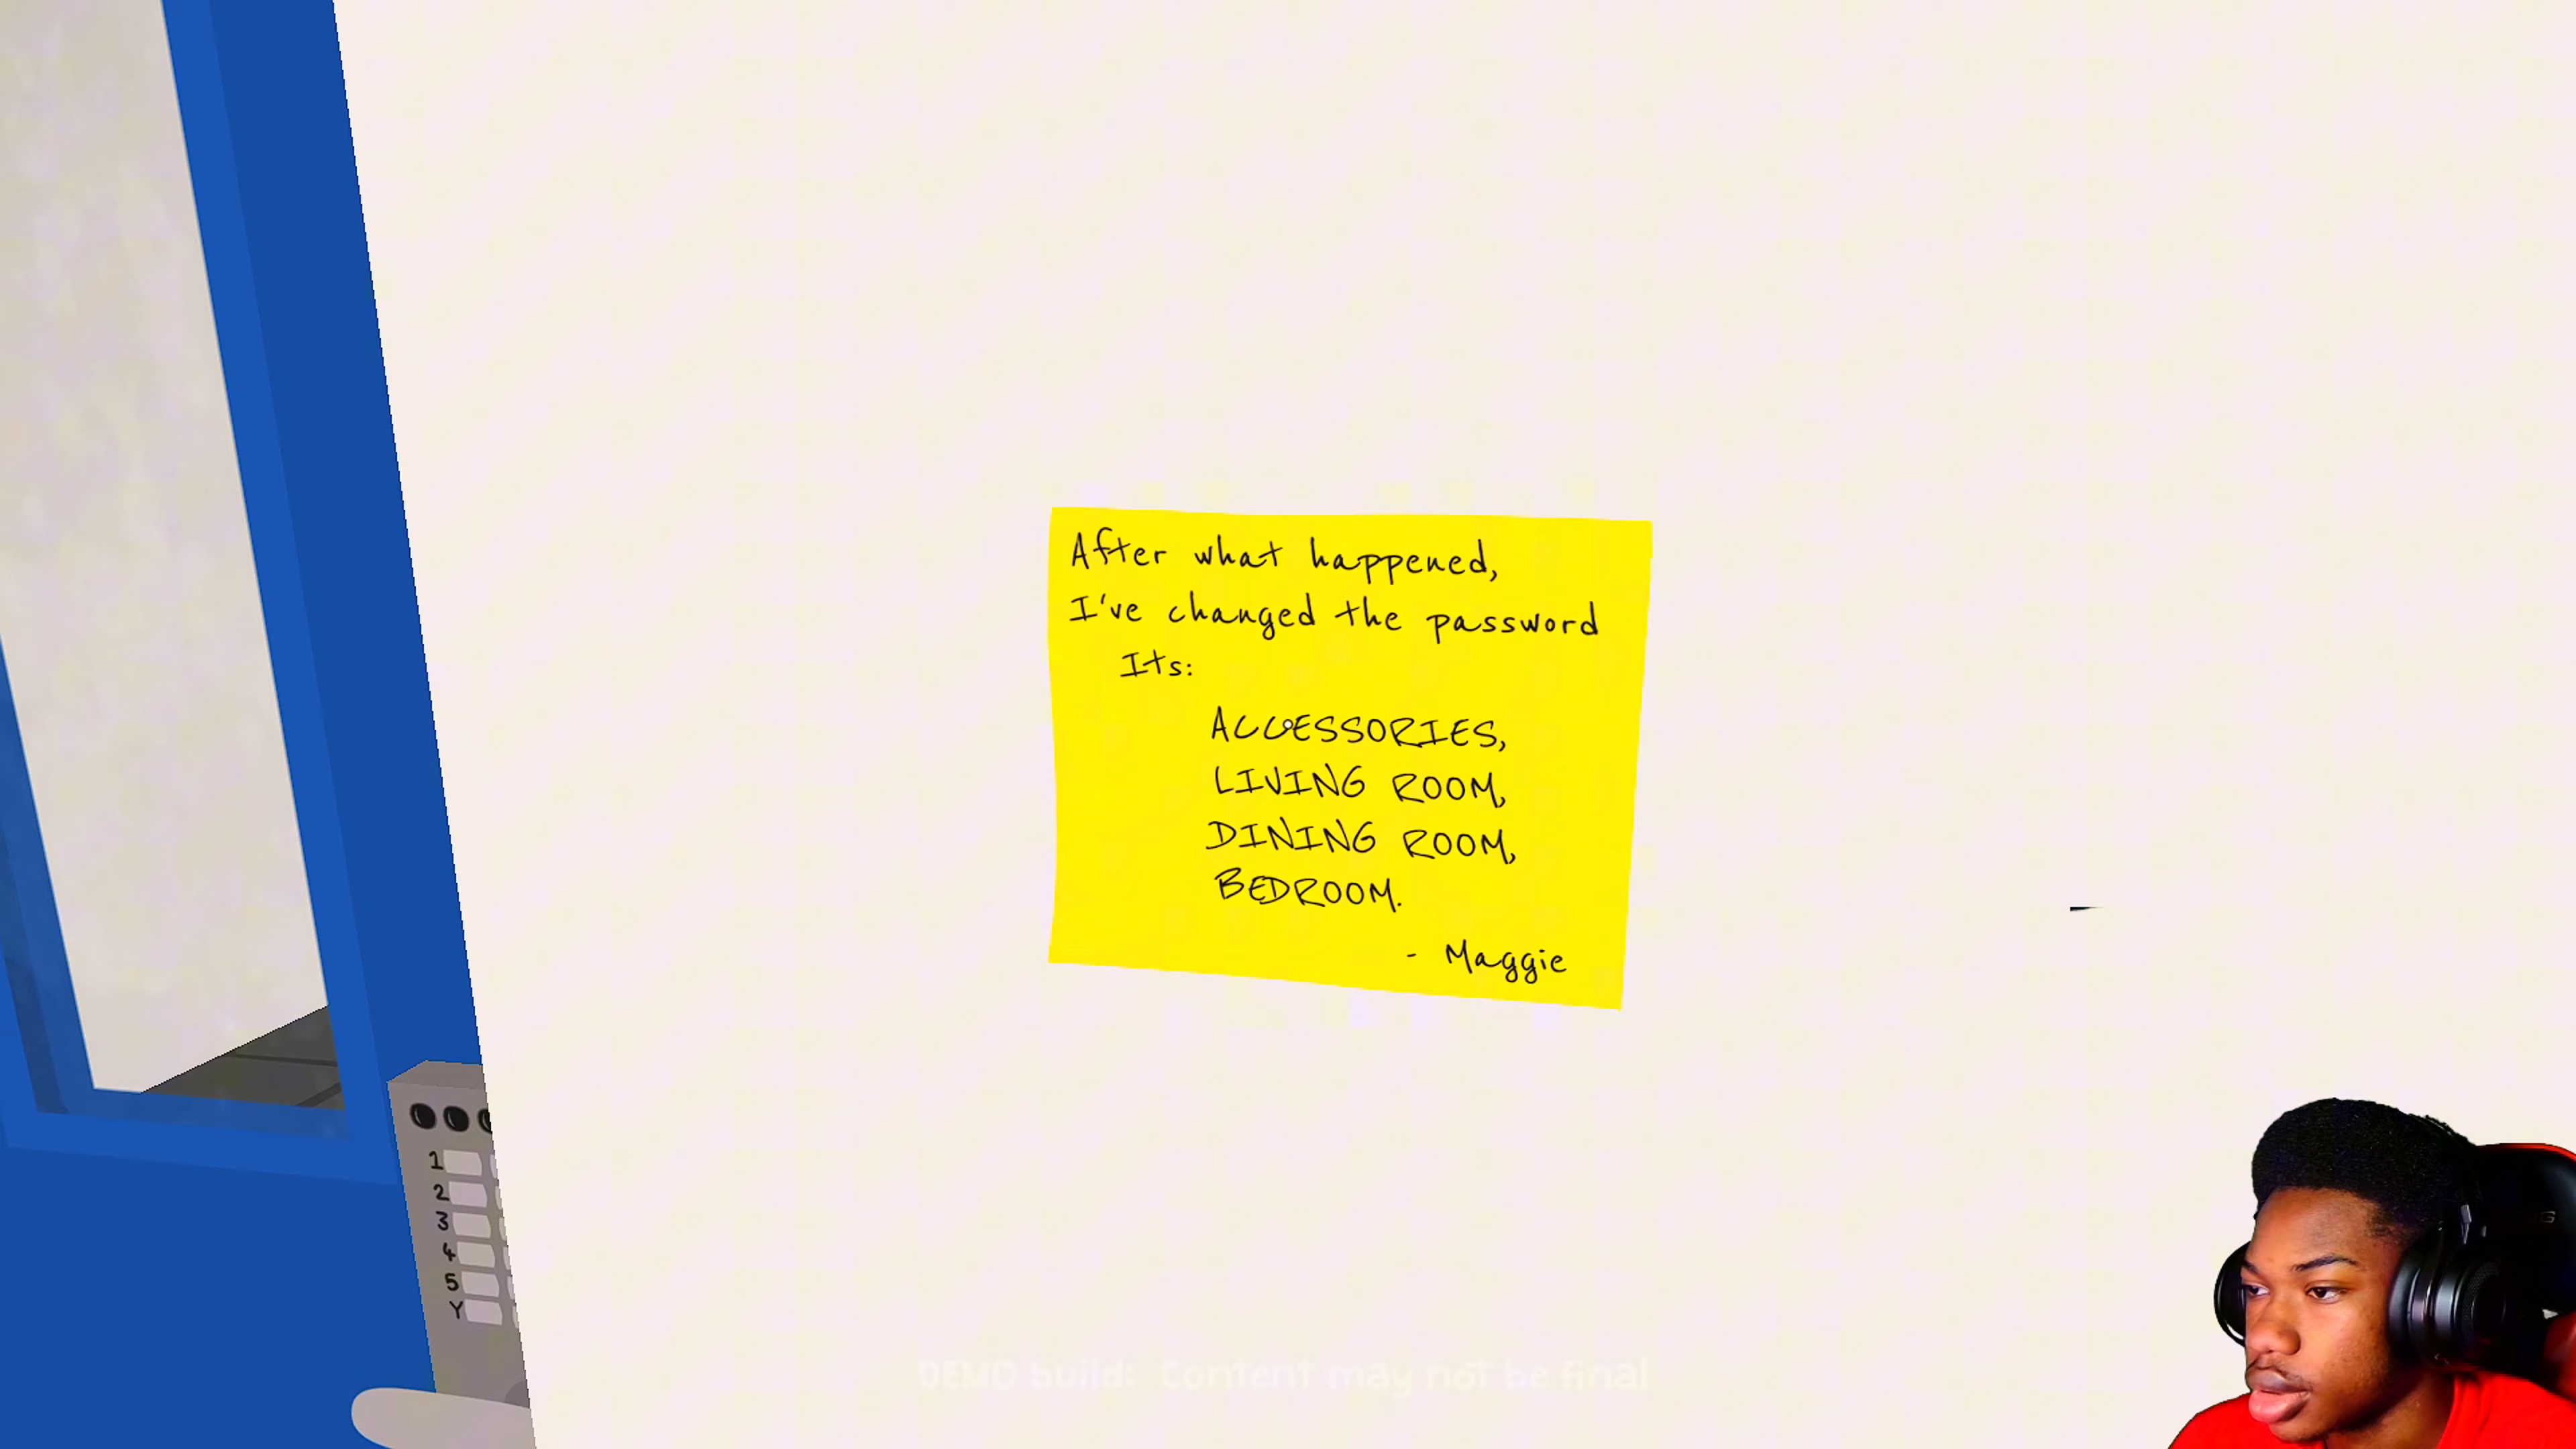 After what happened,
I've changed the password
Its:
ACCESSORIES,
LIVING ROOM,
DINING ROOM,
BEDROOM.
- Maggie
1
2
3
4
5
Y
DEMO build: Content may not be final